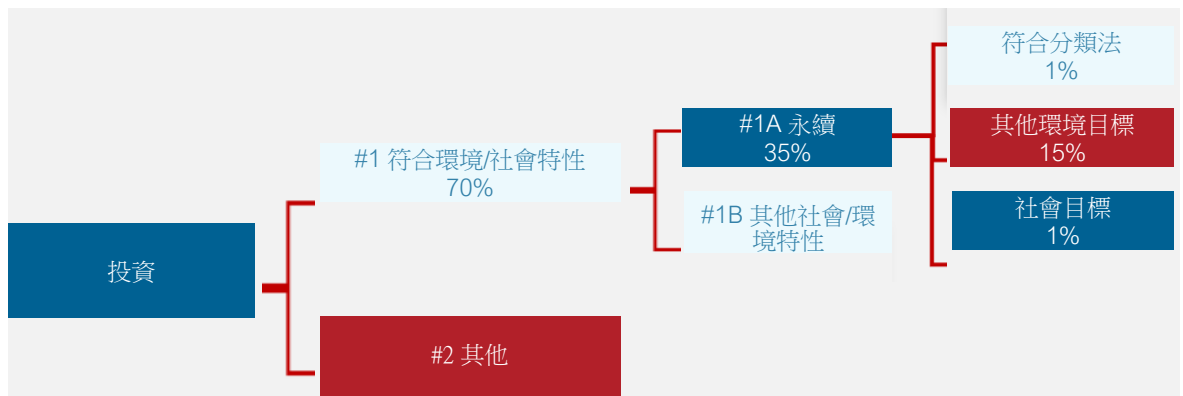 符合分類法
1%
#1A 永續
35%
其他環境目標
15%
#1 符合環境/社會特性
70%
#1B 其他社會/環
境特性
社會目標
1%
投資
#2 其他